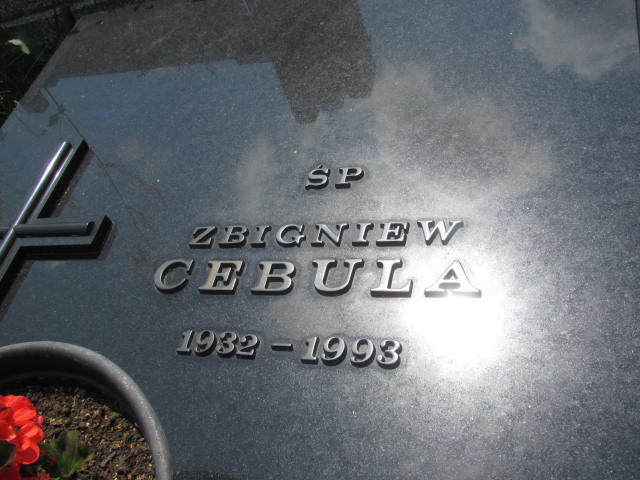 ŚP
ZBIGNIEW
CEBULA
1932 - 1993